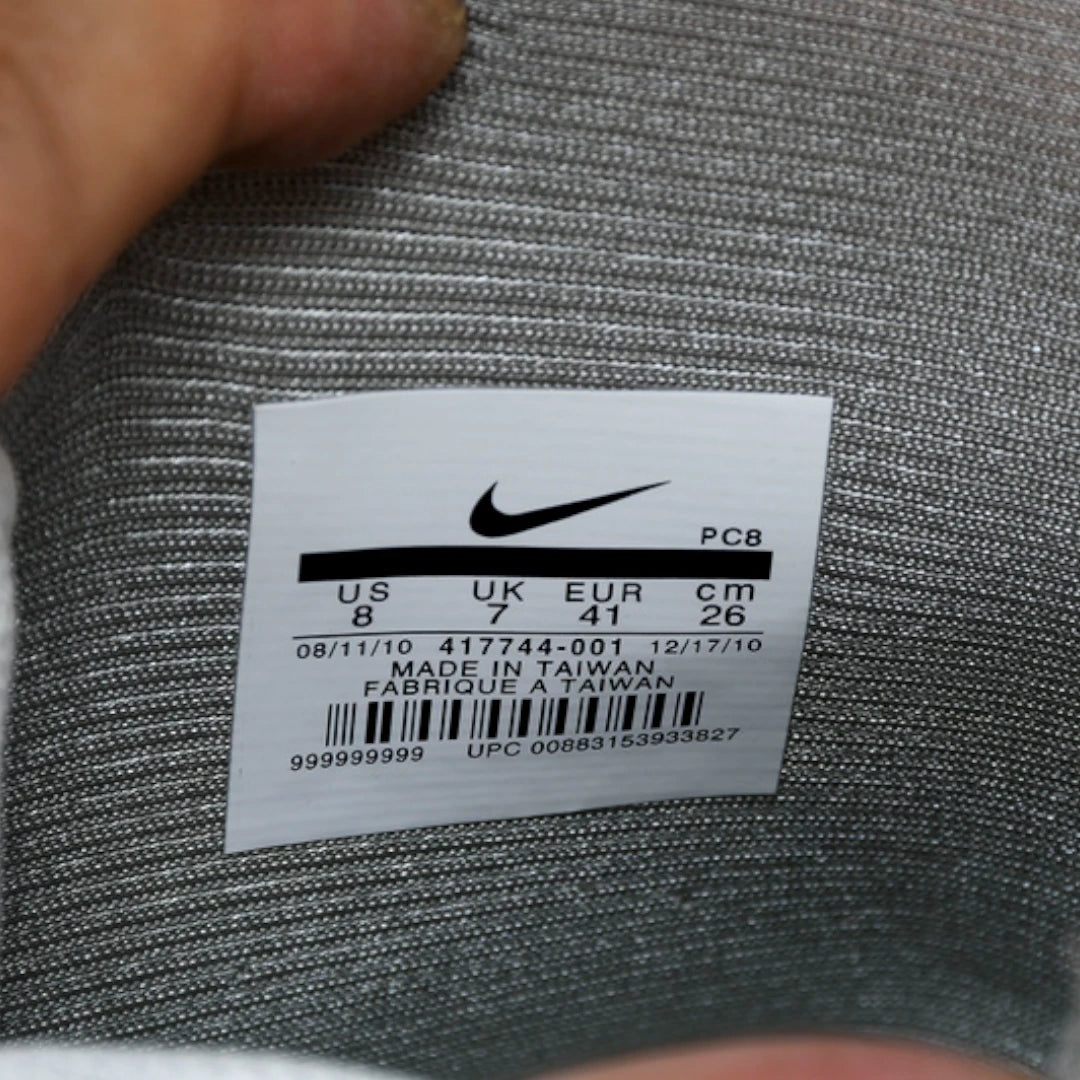 PC8
US UK EUR cm
8 7 41 26
08/11/10 417744-001 12/17/10
MADE IN TAIWAN
FABRIQUE A TAIWAN
999999999 UPC 00883153933827